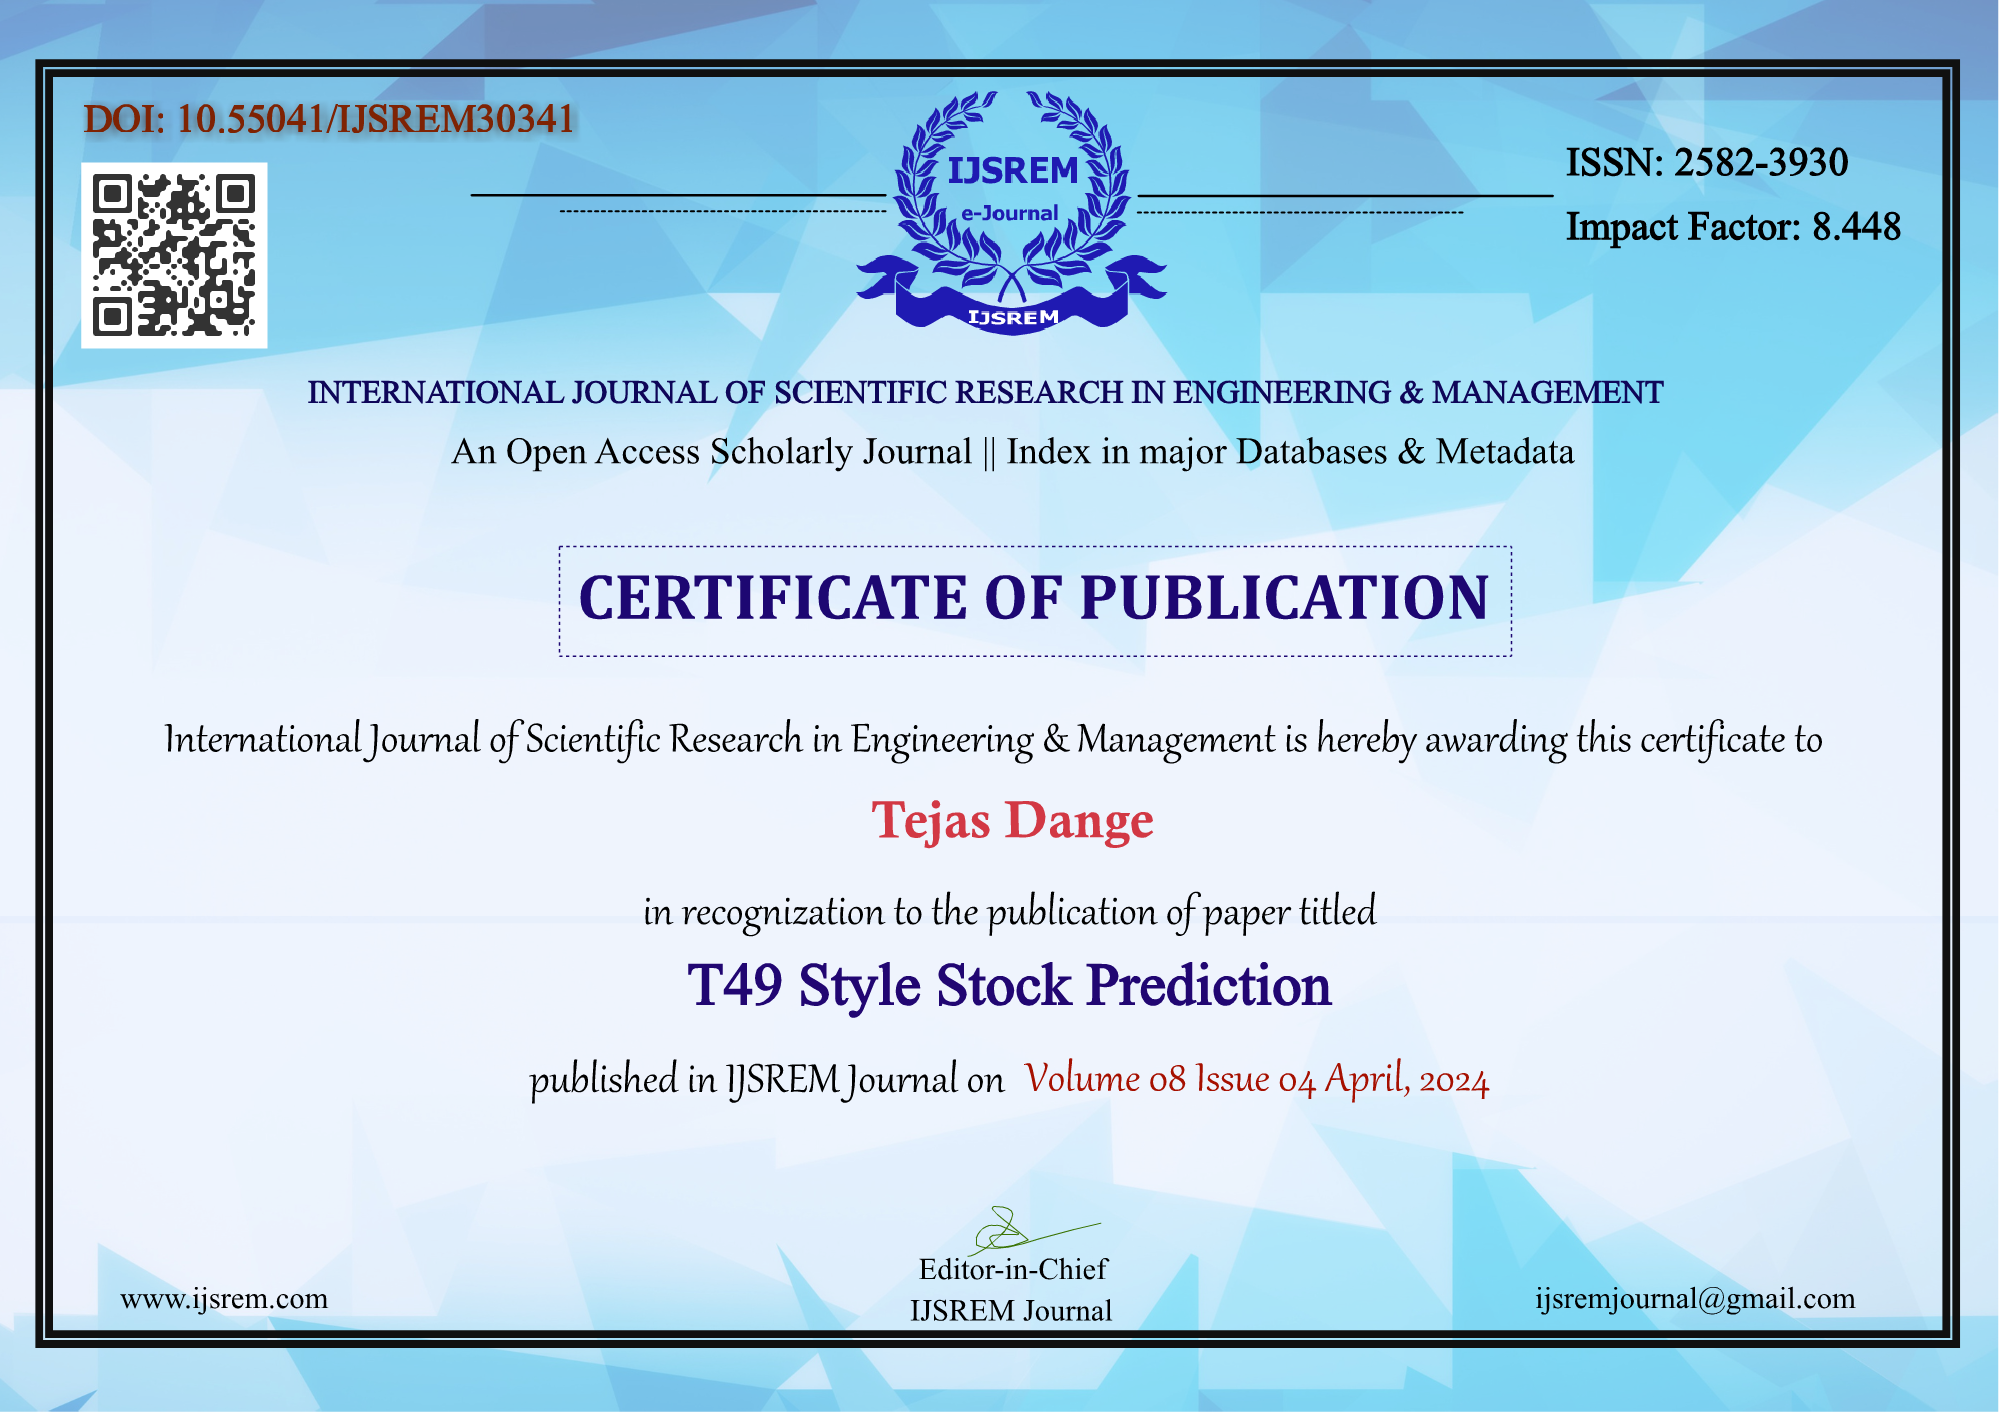 DOI: 10.55041/IJSREM30341
IJSREM
e-Journal
IJSREM
ISSN: 2582-3930
Impact Factor: 8.448
INTERNATIONAL JOURNAL OF SCIENTIFIC RESEARCH IN ENGINEERING & MANAGEMENT
An Open Access Scholarly Journal || Index in major Databases & Metadata
CERTIFICATE OF PUBLICATION
International Journal of Scientific Research in Engineering & Management is hereby awarding this certificate to
Tejas Dange
in recognization to the publication of paper titled
T49 Style Stock Prediction
published in IJSREM Journal on Volume 08 Issue 04 April, 2024
Editor-in-Chief
IJSREM Journal
www.ijsrem.com
ijsremjournal@gmail.com